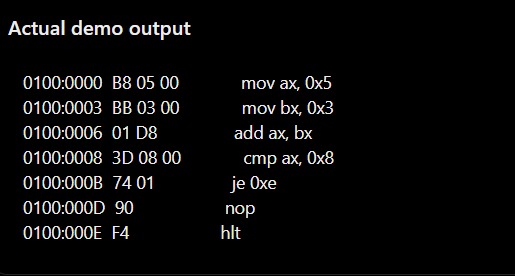 Actual demo output
0100:0000 B8 05 00 mov ax, 0x5
0100:0003 BB 03 00 mov bx, 0x3
0100:0006 01 D8 add ax, bx
0100:0008 3D 08 00 cmp ax, 0x8
0100:000B 74 01 je 0xe
0100:000D 90 nop
0100:000E F4 hlt